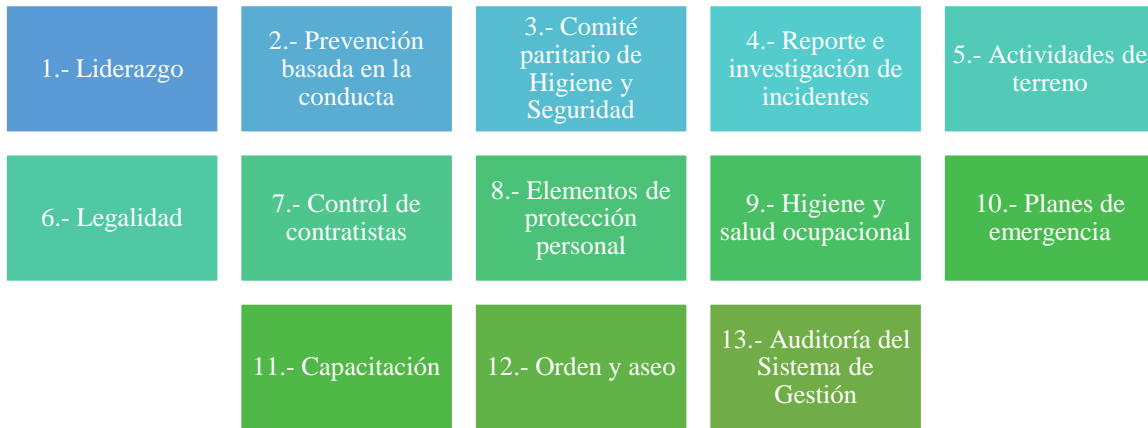 1.- Liderazgo
2.- Prevención
basada en la
conducta
3.- Comité
paritario de
Higiene y
Seguridad
4.- Reporte e
investigación de
incidentes
5.- Actividades de
terreno
6.- Legalidad
7.- Control de
contratistas
8.- Elementos de
protección
personal
9.- Higiene y
salud ocupacional
10.- Planes de
emergencia
11.- Capacitación
12.- Orden y aseo
13.- Auditoría del
Sistema de
Gestión